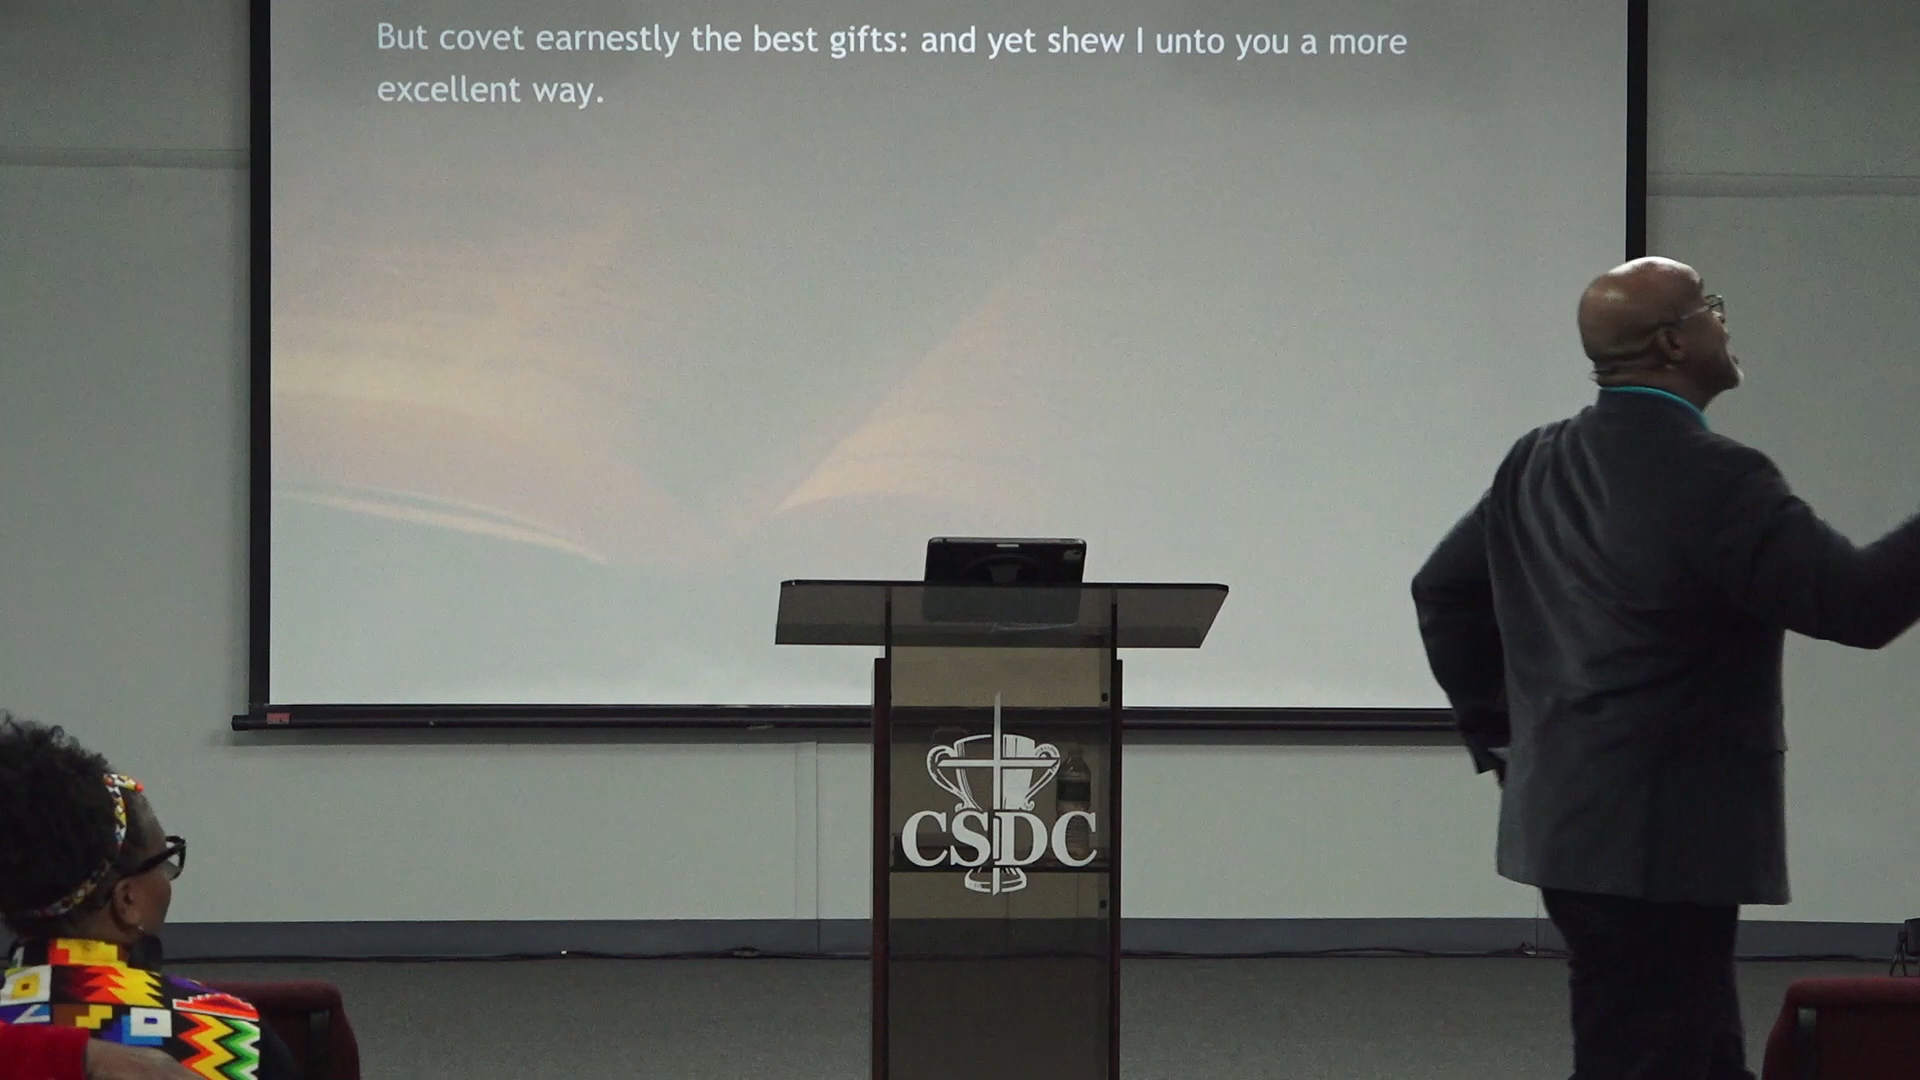 But covet earnestly the best gifts: and yet shew I unto you a more
excellent way.
CSDC